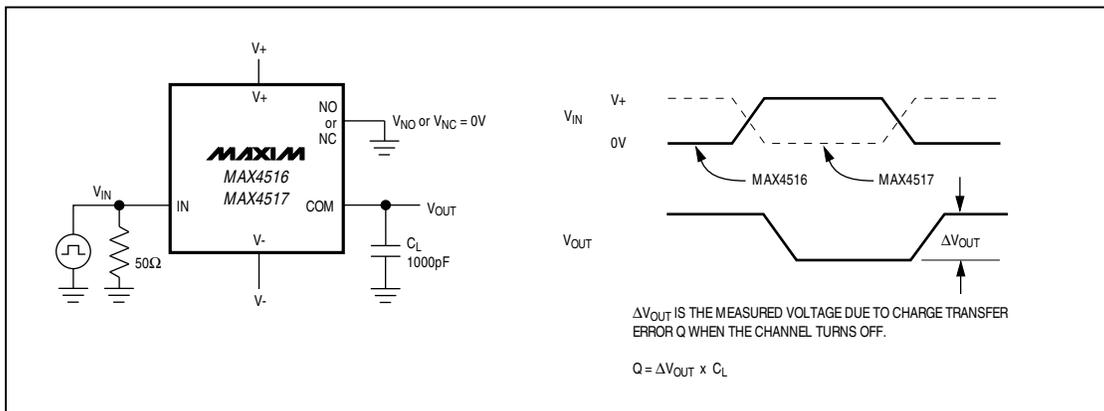 V+
V+
NO
or
NC
V_NO or V_NC = 0V
MAXIM
MAX4516
MAX4517
V_IN
IN
COM
V_OUT
50Ω
V-
C_L
1000pF
V-
V_IN
V+
0V
MAX4516
MAX4517
V_OUT
ΔV_OUT
ΔV_OUT IS THE MEASURED VOLTAGE DUE TO CHARGE TRANSFER
ERROR Q WHEN THE CHANNEL TURNS OFF.
Q = ΔV_OUT x C_L